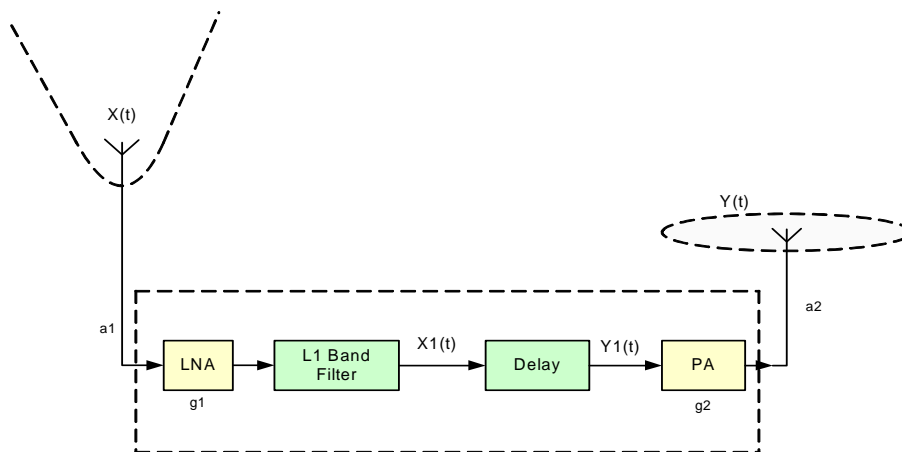 X(t)
Y(t)
a1
a2
LNA
L1 Band
Filter
X1(t)
Delay
Y1(t)
PA
g1
g2